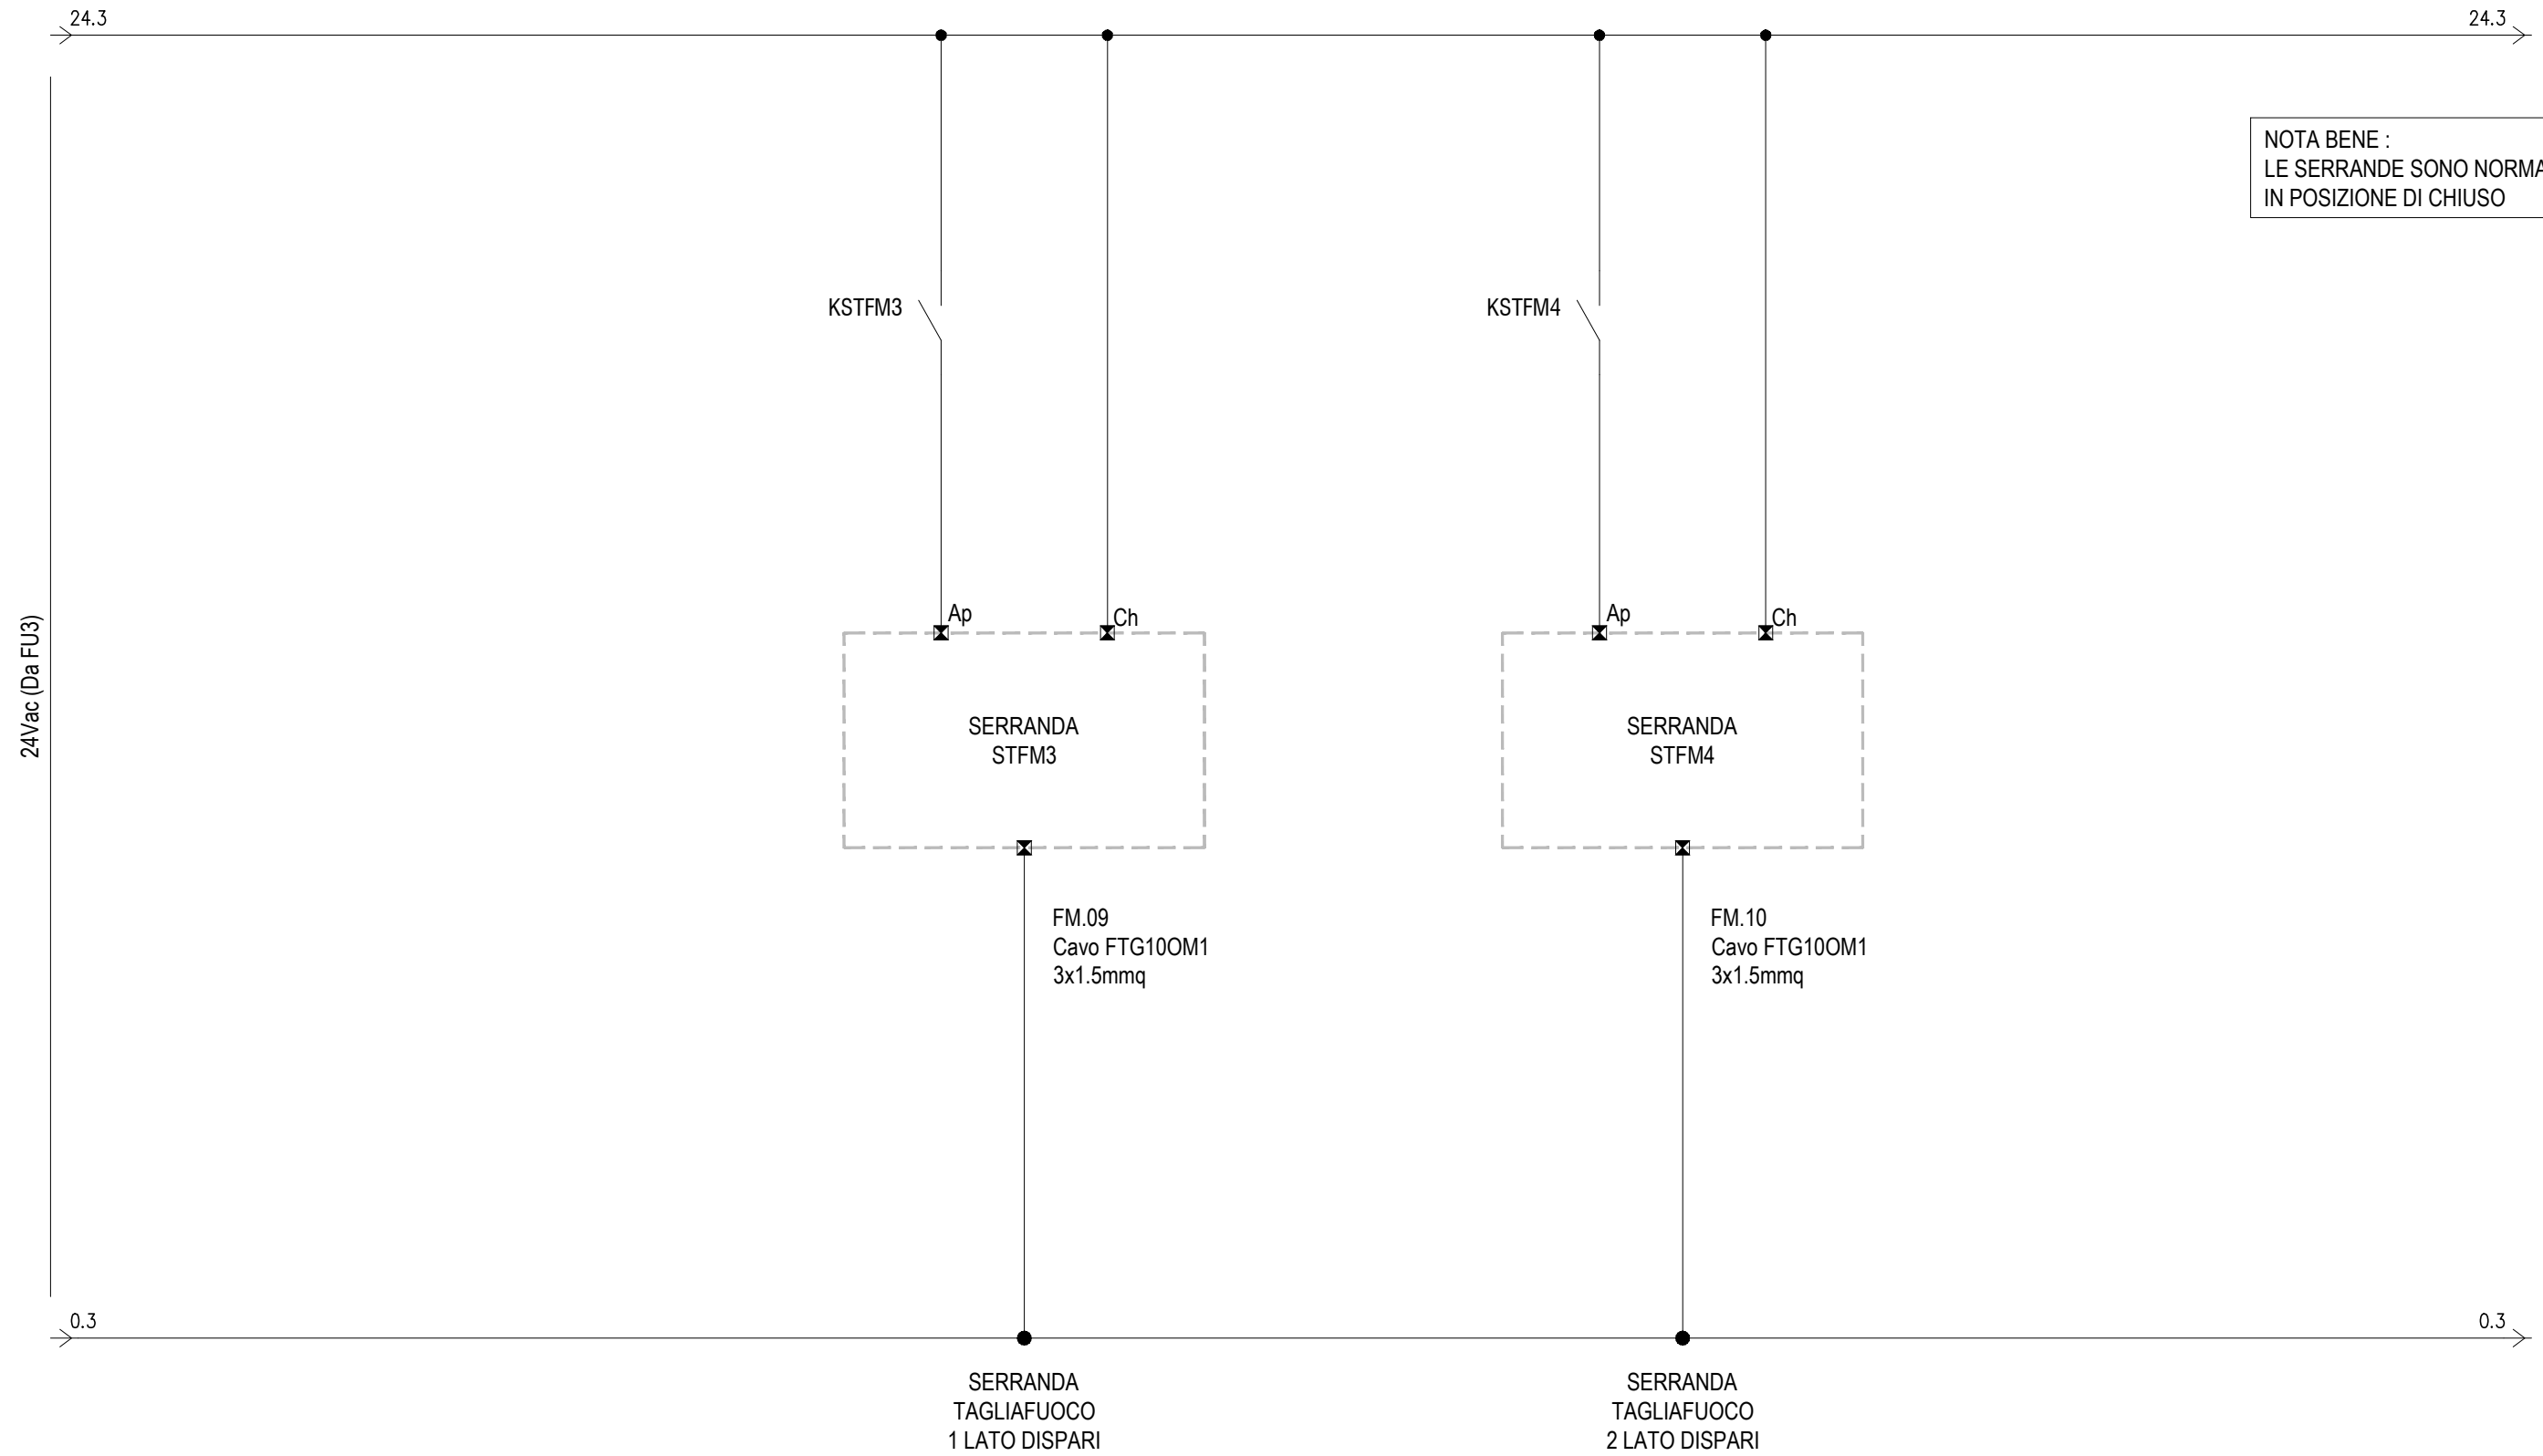 24.3
24.3
NOTA BENE :
LE SERRANDE SONO NORMA
IN POSIZIONE DI CHIUSO
KSTFM3
KSTFM4
Ap
Ch
Ap
Ch
24Vac (Da FU3)
SERRANDA
STFM3
SERRANDA
STFM4
FM.09
Cavo FTG10OM1
3x1.5mmq
FM.10
Cavo FTG10OM1
3x1.5mmq
0.3
0.3
SERRANDA
TAGLIAFUOCO
1 LATO DISPARI
SERRANDA
TAGLIAFUOCO
2 LATO DISPARI